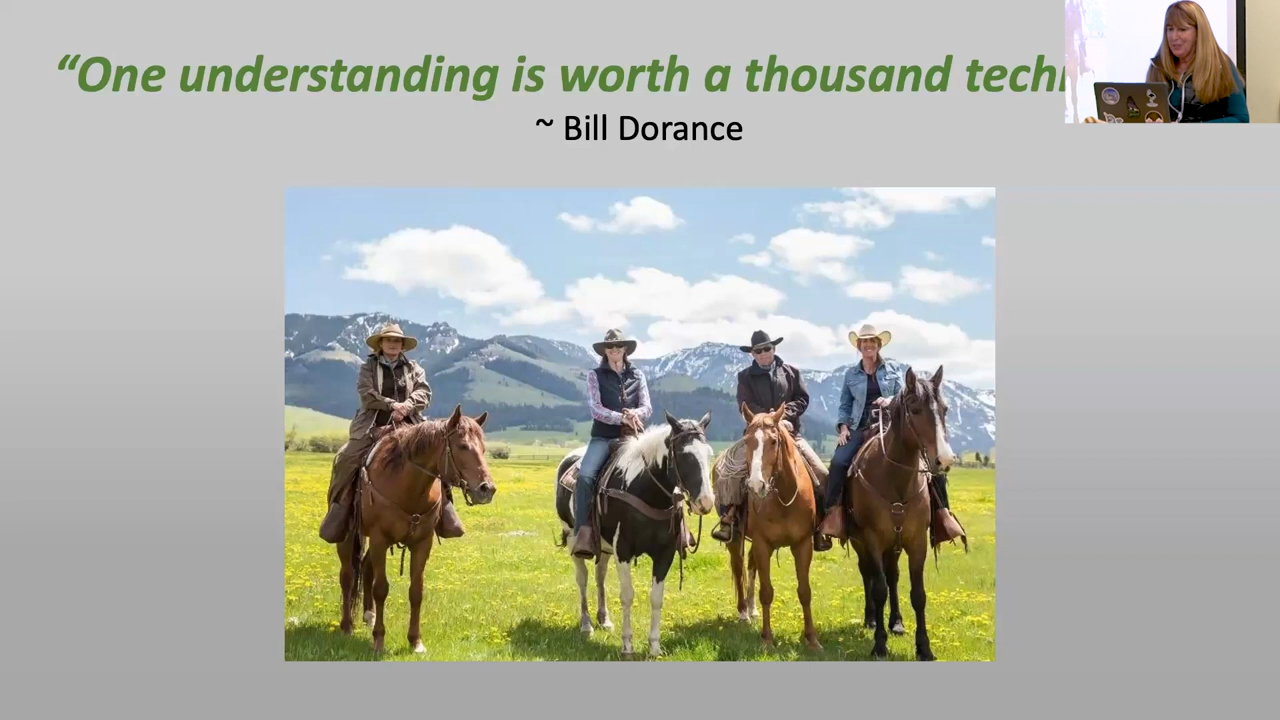 “One understanding is worth a thousand
~ Bill Dorance